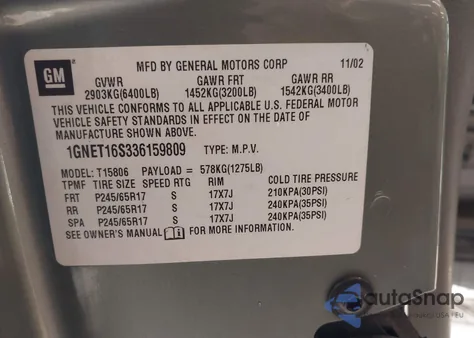 GM
MFD BY GENERAL MOTORS CORP 11/02
GVWR GAWR FRT GAWR RR
2903KG(6400LB) 1452KG(3200LB) 1542KG(3400LB)
THIS VEHICLE CONFORMS TO ALL APPLICABLE U.S. FEDERAL MOTOR
VEHICLE SAFETY STANDARDS IN EFFECT ON THE DATE OF
MANUFACTURE SHOWN ABOVE.
1GNET16S336159809 TYPE: M.P.V.
MODEL: T15806 PAYLOAD = 578KG(1275LB)
TPMF TIRE SIZE SPEED RTG RIM COLD TIRE PRESSURE
FRT P245/65R17 S 17X7J 210KPA(30PSI)
RR P245/65R17 S 17X7J 240KPA(35PSI)
SPA P245/65R17 S 17X7J 240KPA(35PSI)
SEE OWNER'S MANUAL FOR MORE INFORMATION.
autoSnap